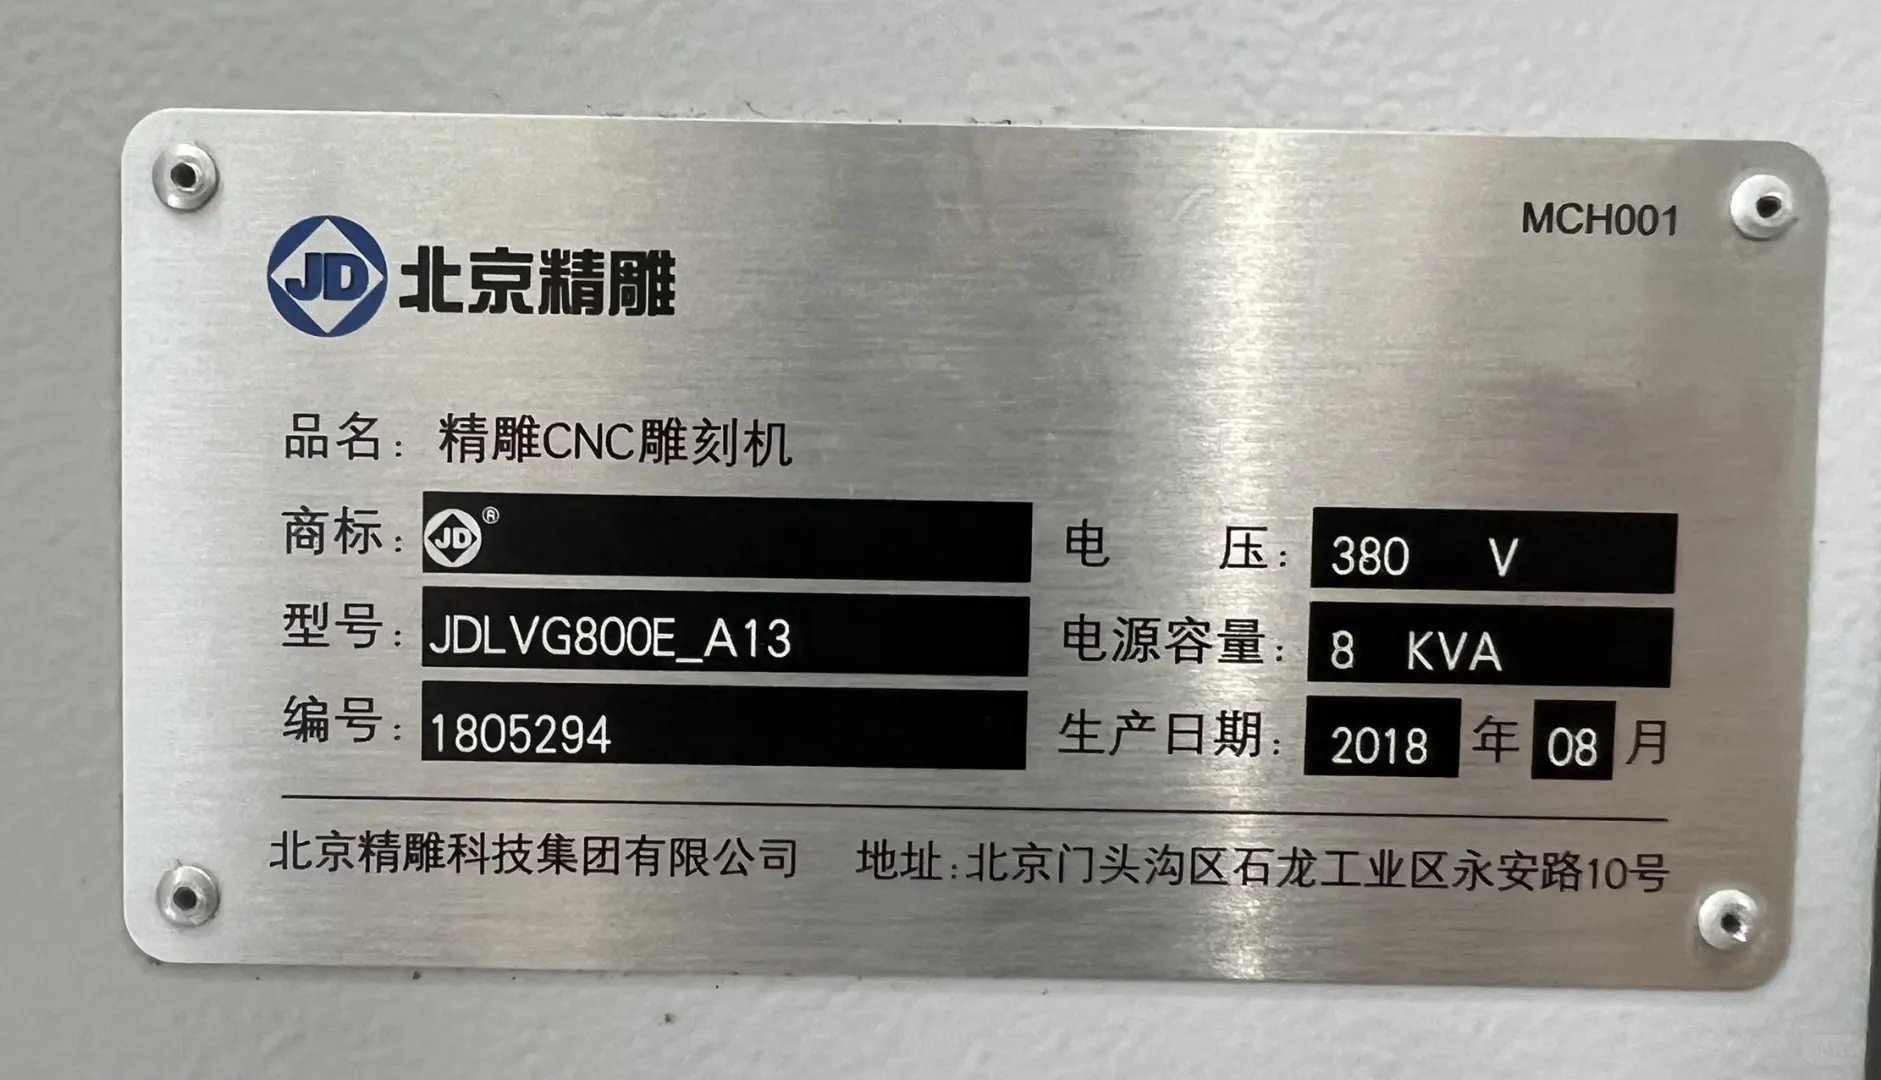 MCH001
JD 北京精雕
品名: 精雕CNC雕刻机
商标: JD® 电 压: 380 V
型号: JDLVG800E_A13 电源容量: 8 KVA
编号: 1805294 生产日期: 2018 年 08 月
北京精雕科技集团有限公司 地址:北京门头沟区石龙工业区永安路10号